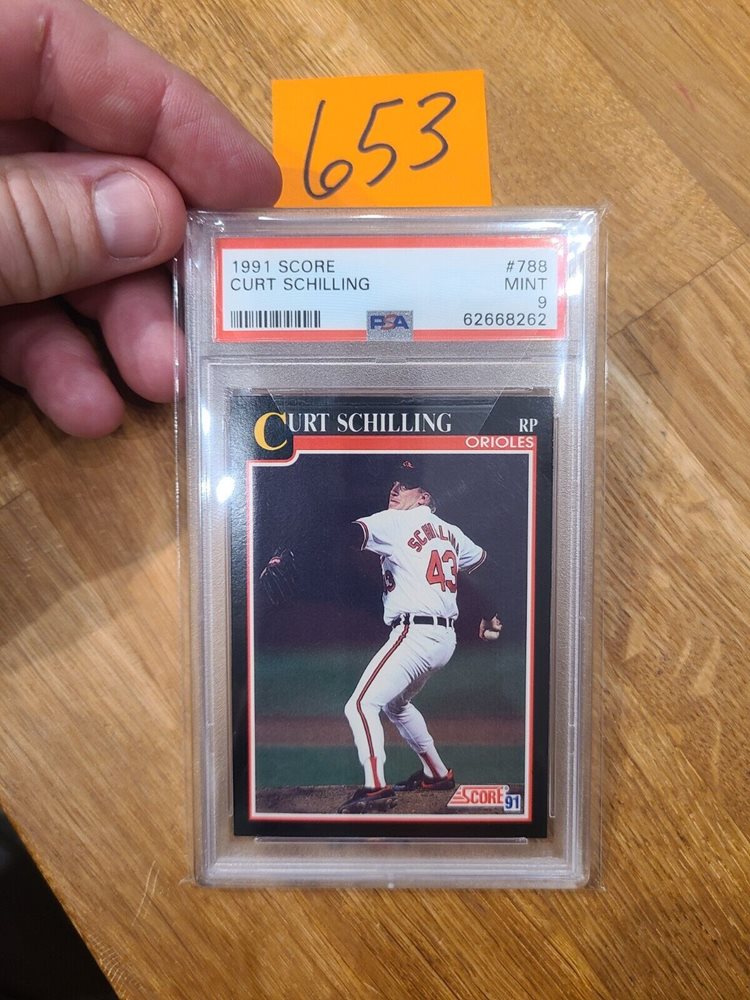 653
1991 SCORE #788
CURT SCHILLING MINT
9
PSA 62668262
CURT SCHILLING RP
ORIOLES
SCHILLING
43
SCORE 91